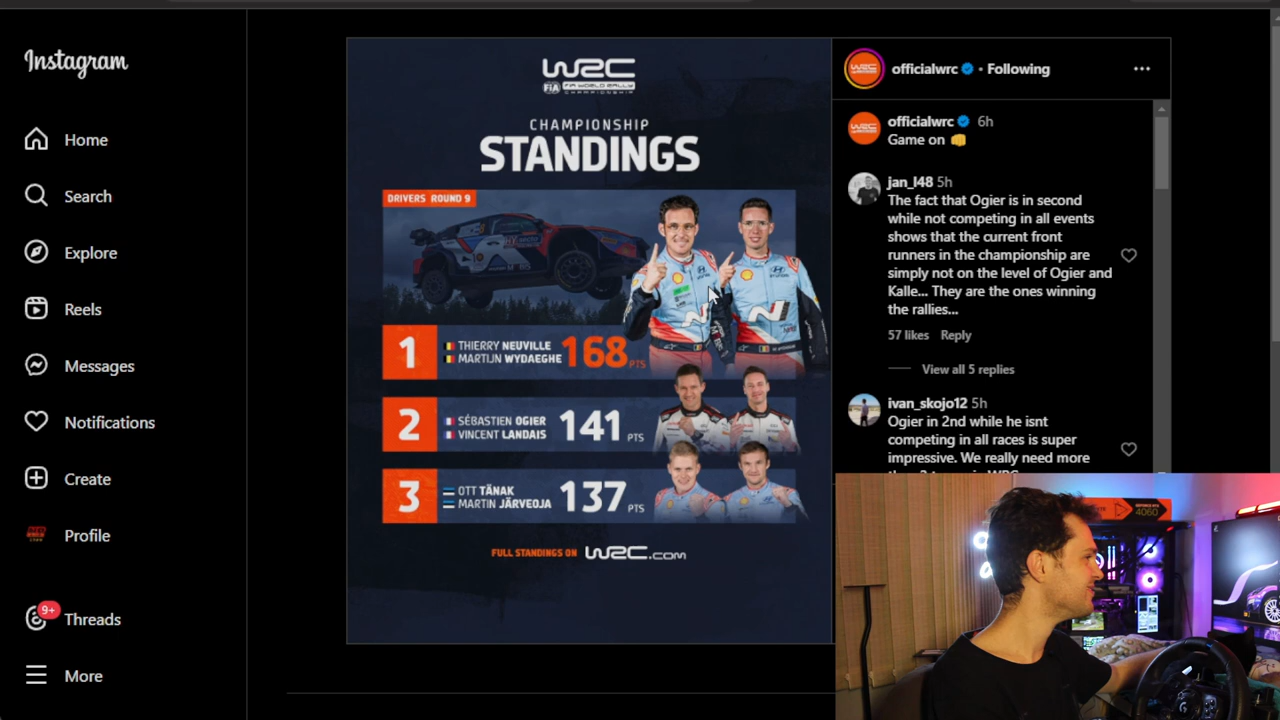 Instagram
Home
Search
Explore
Reels
Messages
Notifications
Create
Profile
9+
Threads
More
WRC
FIA WORLD RALLY
CHAMPIONSHIP
CHAMPIONSHIP
STANDINGS
DRIVERS ROUND 9
1
THIERRY NEUVILLE
MARTIJN WYDAEGHE
168 PTS
2
SÉBASTIEN OGIER
VINCENT LANDAIS
141 PTS
3
OTT TÄNAK
MARTIN JÄRVEOJA
137 PTS
FULL STANDINGS ON WRC.COM
officialwrc • Following
officialwrc 6h
Game on 👊
jan_l48 5h
The fact that Ogier is in second
while not competing in all events
shows that the current front
runners in the championship are
simply not on the level of Ogier and
Kalle... They are the ones winning
the rallies...
57 likes Reply
View all 5 replies
ivan_skojo12 5h
Ogier in 2nd while he isnt
competing in all races is super
impressive. We really need more
4060